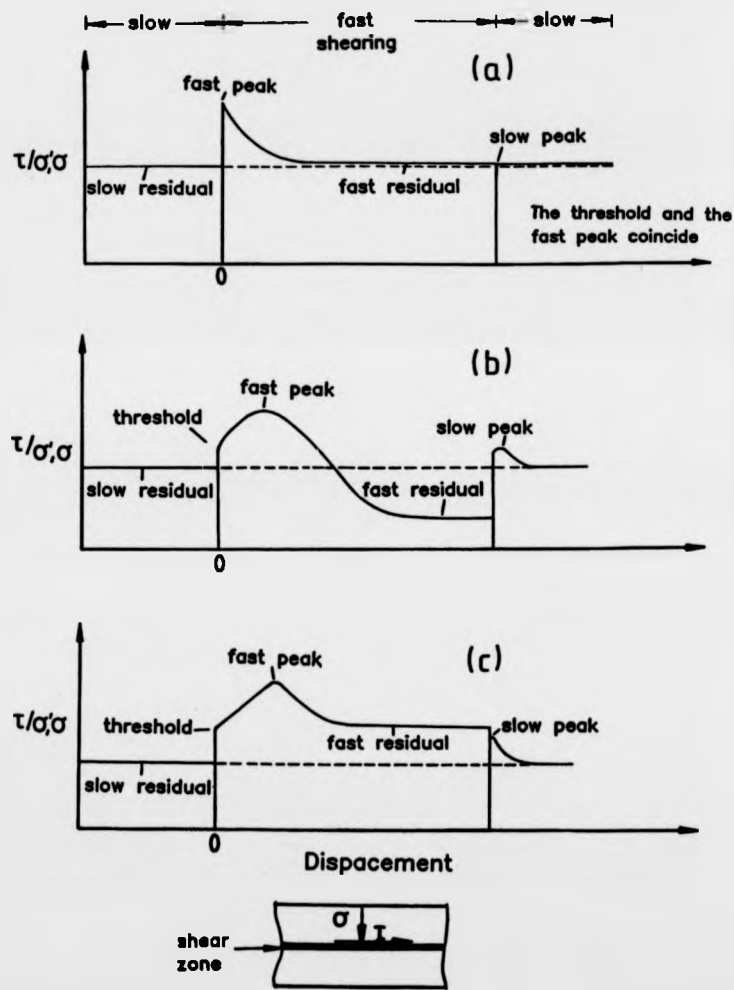 slow fast slow
shearing
(a)
fast peak
slow peak
τ/σ',σ
slow residual
fast residual
The threshold and the
fast peak coincide
0
(b)
fast peak
threshold
slow peak
τ/σ',σ
slow residual
fast residual
0
(c)
fast peak
τ/σ',σ
threshold
slow peak
fast residual
slow residual
0
Dispacement
σ
τ
shear
zone